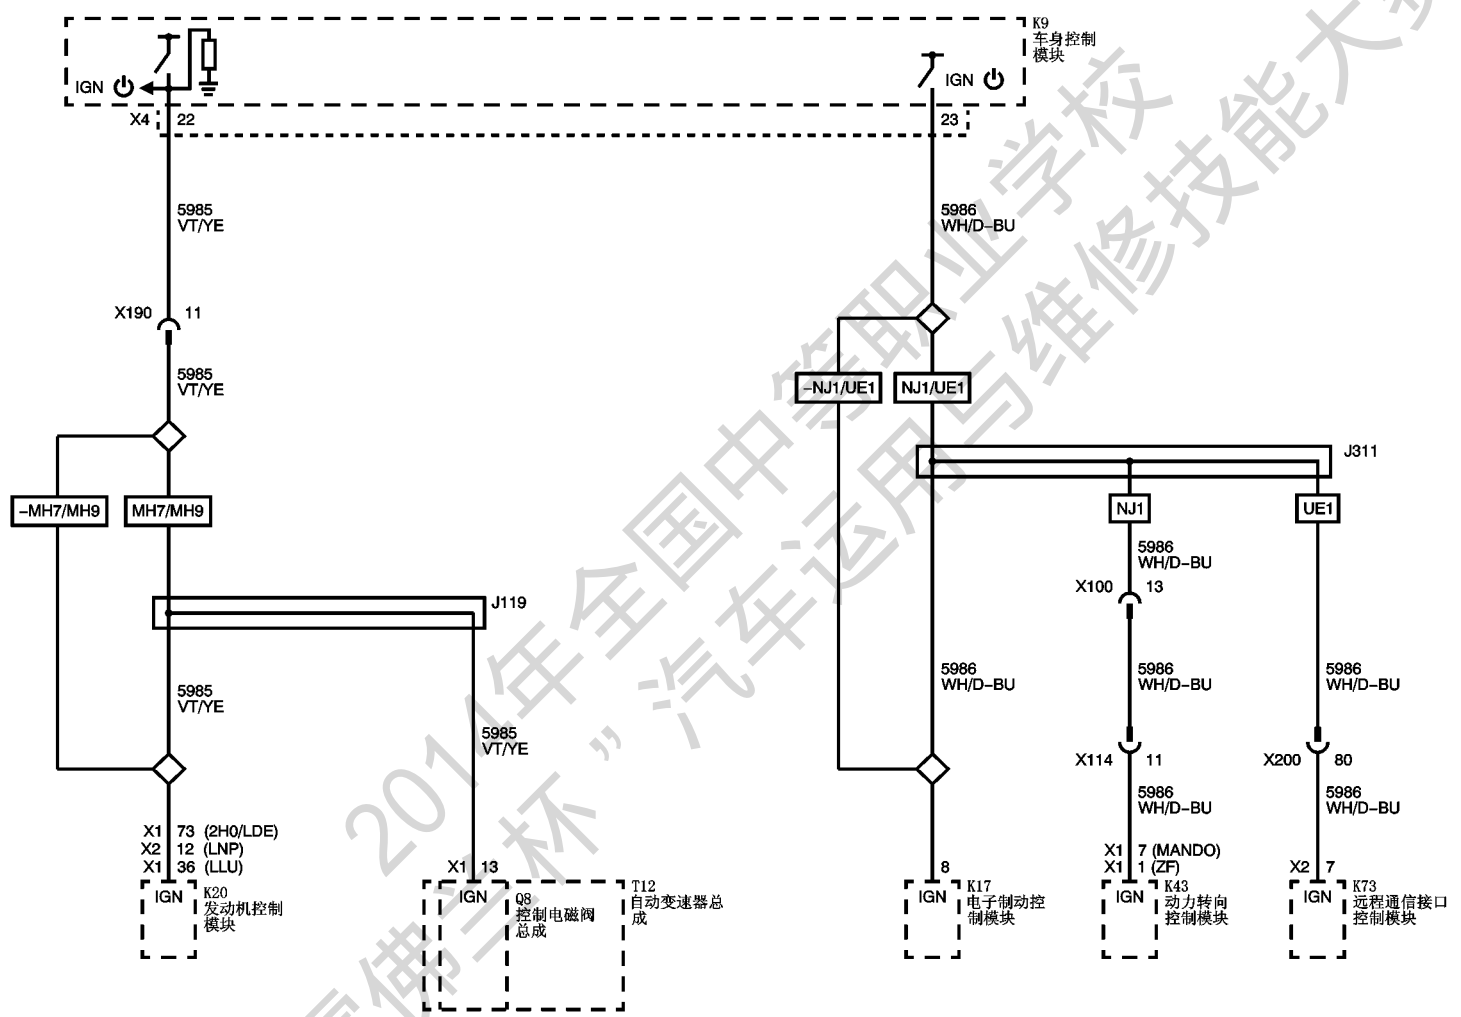 K9
车身控制
模块
IGN
IGN
X4 22
23
5985
VT/YE
5986
WH/D-BU
X190 11
5985
VT/YE
-NJ1/UE1
NJ1/UE1
J311
-MH7/MH9
MH7/MH9
NJ1
UE1
5986
WH/D-BU
X100 13
J119
5985
VT/YE
5986
WH/D-BU
5986
WH/D-BU
5986
WH/D-BU
5985
VT/YE
X114 11
X200 80
5986
WH/D-BU
5986
WH/D-BU
X1 73 (2H0/LDE)
X2 12 (LNP)
X1 36 (LLU)
X1 13
8
X1 7 (MANDO)
X1 1 (ZF)
X2 7
IGN
K20
发动机控制
模块
IGN
Q8
控制电磁阀
总成
T12
自动变速器总
成
IGN
K17
电子制动控
制模块
IGN
K43
动力转向
控制模块
IGN
K73
远程通信接口
控制模块
2014年全国中等职业学校
佛兰杯”汽车运用与维修技能大